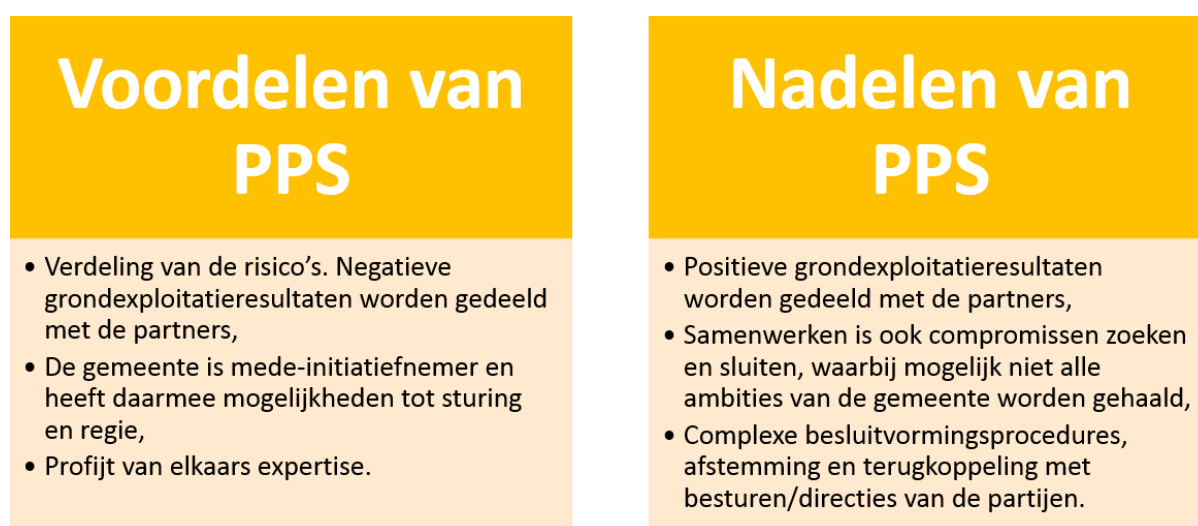 Voordelen van
PPS
• Verdeling van de risico’s. Negatieve
grondexploitatieresultaten worden gedeeld
met de partners,
• De gemeente is mede-initiatiefnemer en
heeft daarmee mogelijkheden tot sturing
en regie,
• Profijt van elkaars expertise.
Nadelen van
PPS
• Positieve grondexploitatieresultaten
worden gedeeld met de partners,
• Samenwerken is ook compromissen zoeken
en sluiten, waarbij mogelijk niet alle
ambities van de gemeente worden gehaald,
• Complexe besluitvormingsprocedures,
afstemming en terugkoppeling met
besturen/directies van de partijen.